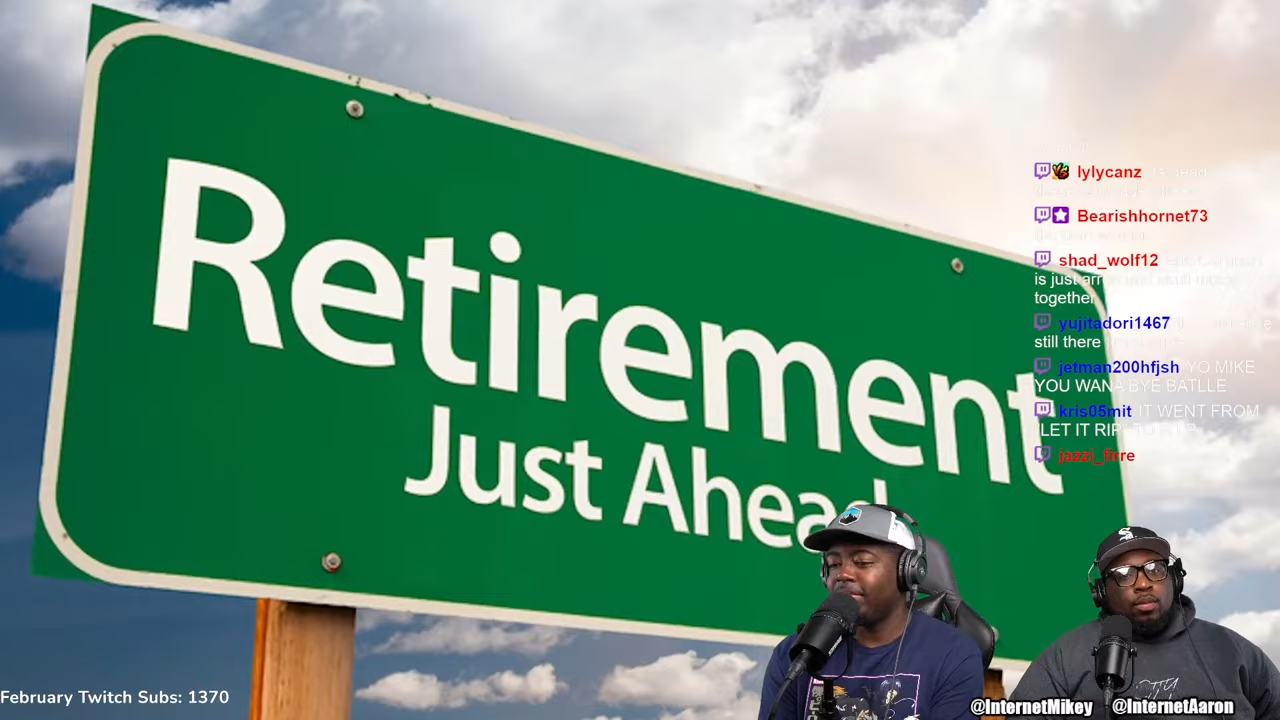 Retirement
Just Ahead
lylycanz
Bearishhornet73
shad_wolf12
is just
together
yujitadori1467
still there
jetman200hfjsh YO MIKE
YOU WANA BYE BATLLE
kris05mit IT WENT FROM
"LET IT RIP"
jazzi_firre
February Twitch Subs: 1370
@InternetMikey
@InternetAaron